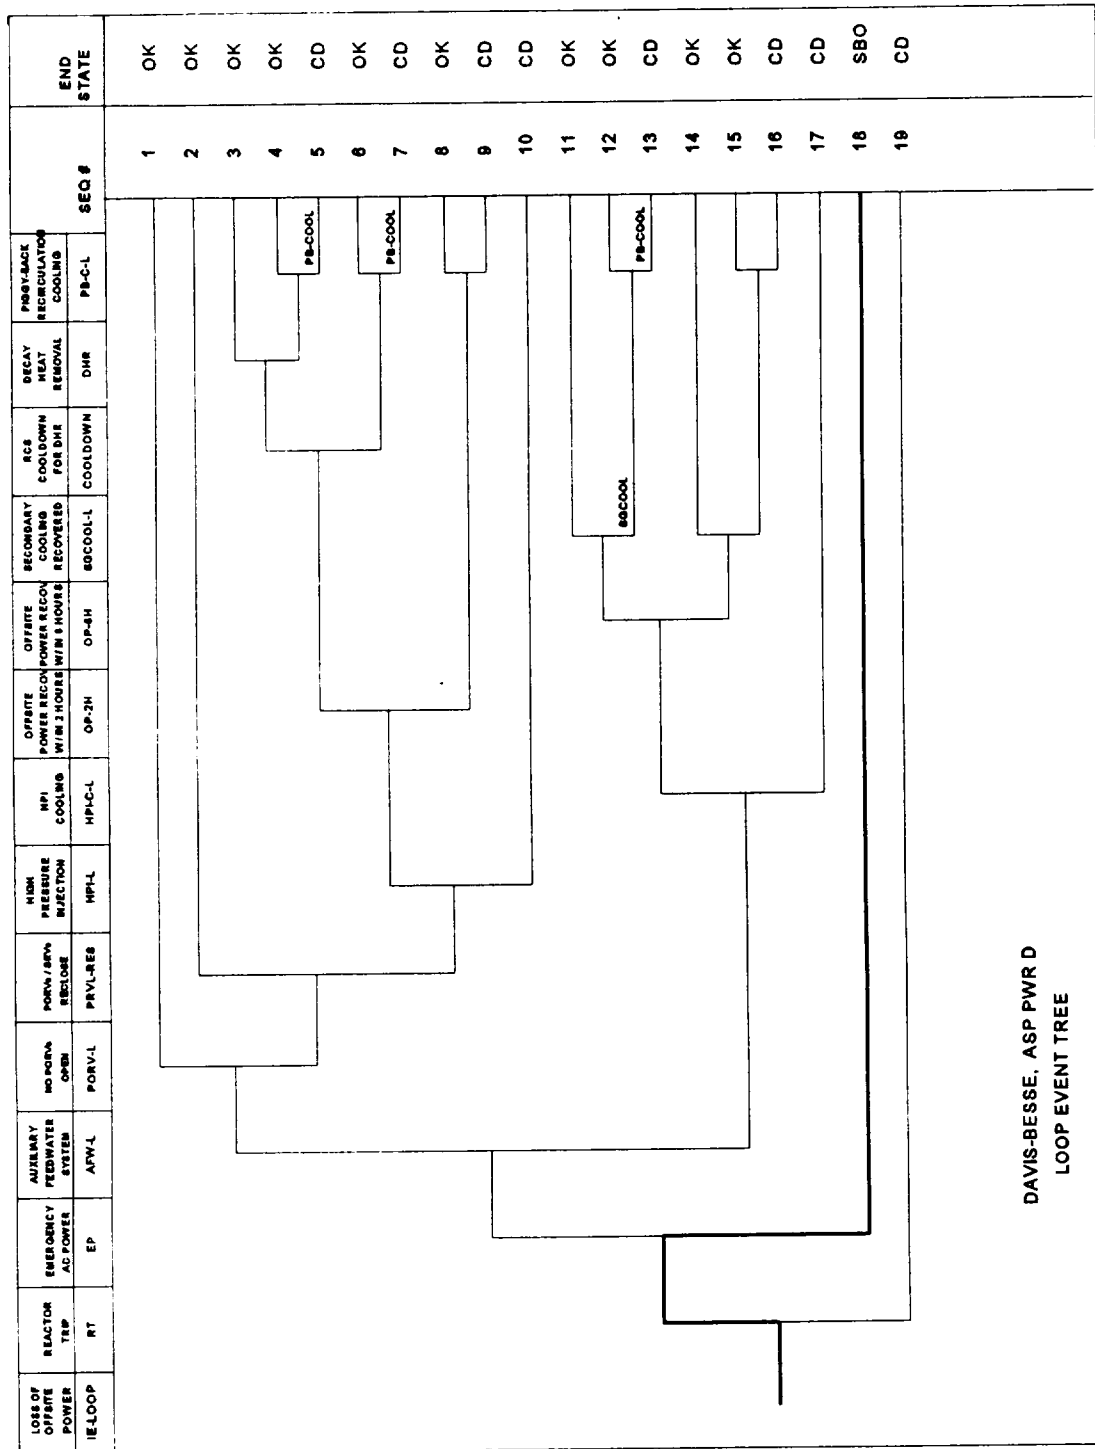 LOSS OF
OFFSITE
POWER
IE-LOOP
REACTOR
TRIP
RT
EMERGENCY
AC POWER
EP
AUXILIARY
FEEDWATER
SYSTEM
AFW-L
NO PORVs
OPEN
PORV-L
PORVs / SRVs
RECLOSE
PRVL-RES
HIGH
PRESSURE
INJECTION
HPI-L
HPI
COOLING
HPI-C-L
OFFSITE
POWER RECOV
W/IN 2 HOURS
OP-2H
OFFSITE
POWER RECOV
W/IN 6 HOURS
OP-6H
SECONDARY
COOLING
RECOVERED
SGCOOL-L
RCS
COOLDOWN
FOR DHR
COOLDOWN
DECAY
HEAT
REMOVAL
DHR
PIGGY-BACK
RECIRCULATION
COOLING
PB-C-L
SEQ #
END
STATE
1 OK
2 OK
3 OK
4 OK
PB-COOL 5 CD
6 OK
PB-COOL 7 CD
8 OK
9 CD
10 CD
11 OK
12 OK
SGCOOL PB-COOL 13 CD
14 OK
15 OK
16 CD
17 CD
18 SBO
19 CD
DAVIS-BESSE, ASP PWR D
LOOP EVENT TREE